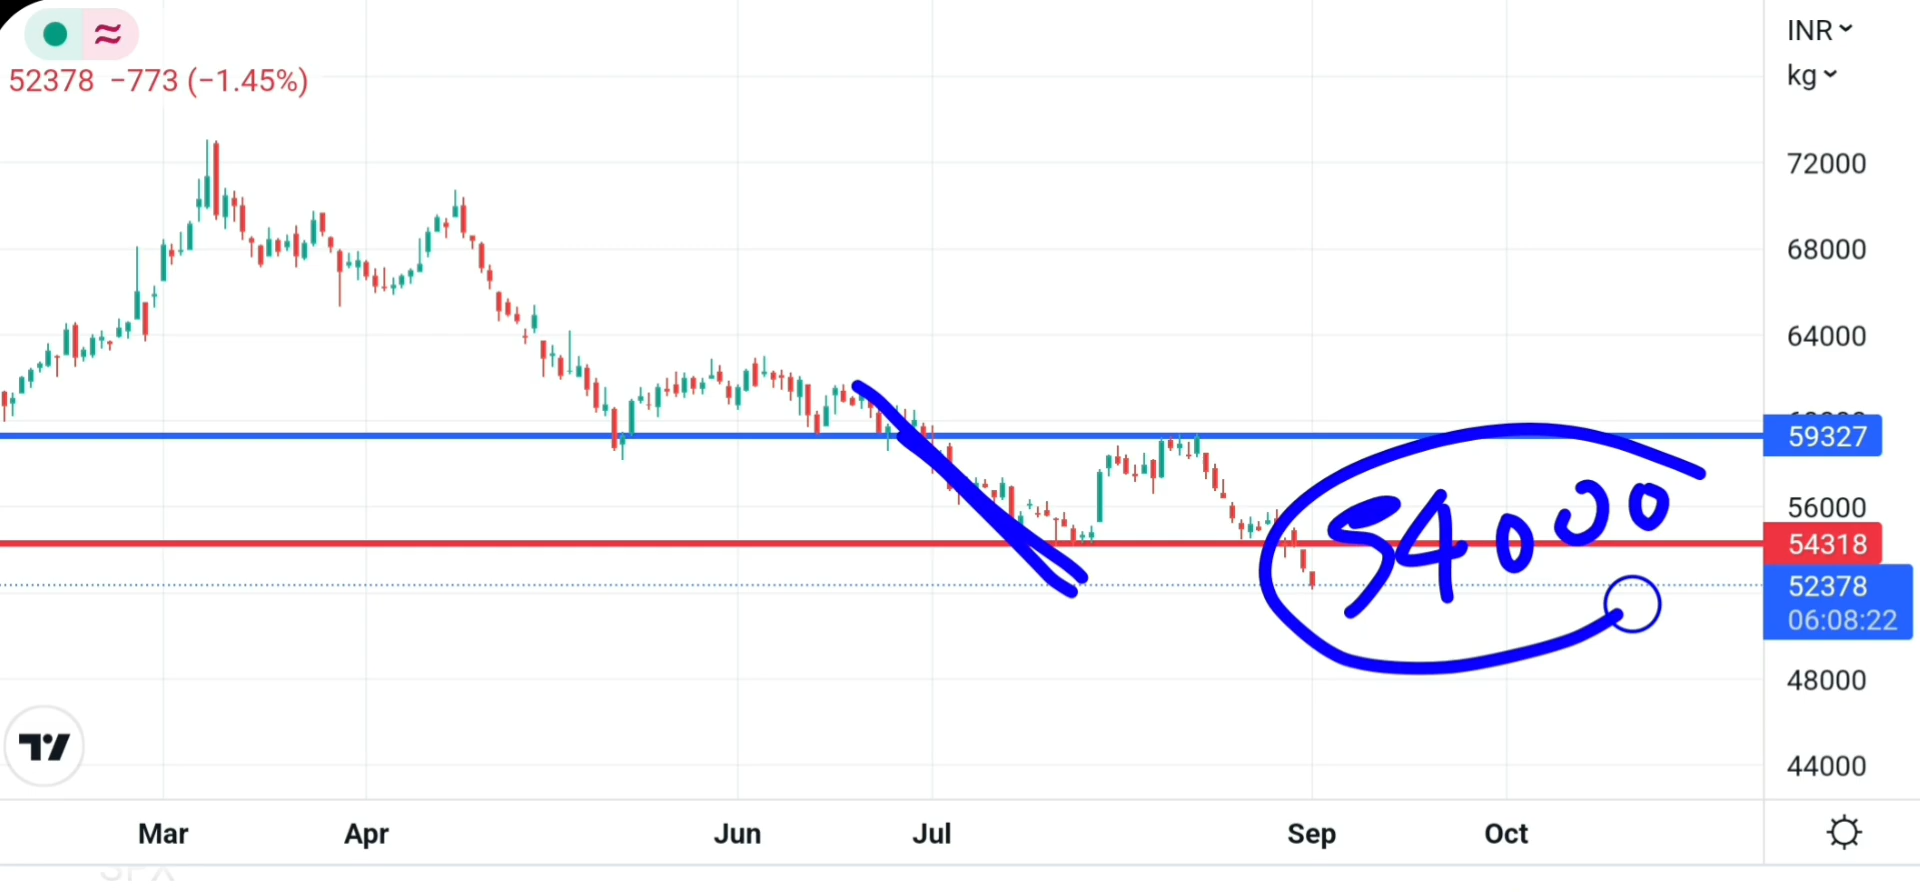 INR
kg
52378 −773 (−1.45%)
72000
68000
64000
59327
56000
54000
54318
52378
06:08:22
48000
44000
Mar Apr Jun Jul Sep Oct